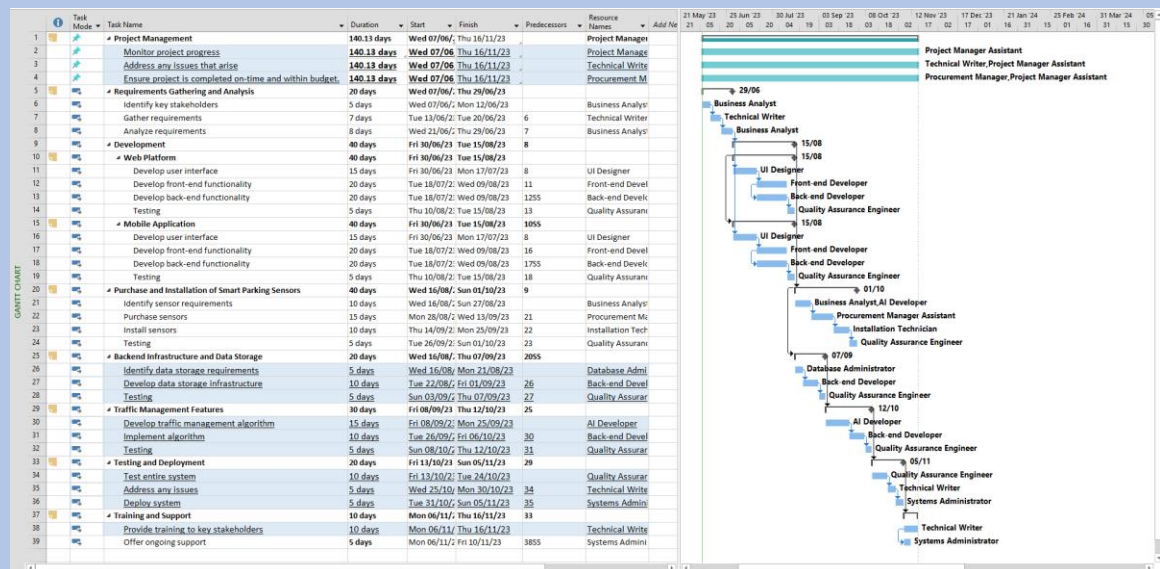 Task Mode Task Name Duration Start Finish Predecessors Resource Names Add Ne
21 May '23 25 Jun '23 30 Jul '23 03 Sep '23 08 Oct '23 12 Nov '23 17 Dec '23 21 Jan '24 25 Feb '24 31 Mar '24 05
21 05 20 05 20 04 19 03 18 03 18 02 17 02 17 01 16 31 15 01 16 31 15 30
GANTT CHART
1 Project Management 140.13 days Wed 07/06/ Thu 16/11/23 Project Manager
2 Monitor project progress 140.13 days Wed 07/06 Thu 16/11/23 Project Manage Project Manager Assistant
3 Address any issues that arise 140.13 days Wed 07/06 Thu 16/11/23 Technical Write Technical Writer,Project Manager Assistant
4 Ensure project is completed on-time and within budget. 140.13 days Wed 07/06 Thu 16/11/23 Procurement M Procurement Manager,Project Manager Assistant
5 Requirements Gathering and Analysis 20 days Wed 07/06/2 Thu 29/06/23 29/06
6 Identify key stakeholders 5 days Wed 07/06/2 Mon 12/06/23 Business Analys Business Analyst
7 Gather requirements 7 days Tue 13/06/2 Tue 20/06/23 6 Technical Writer Technical Writer
8 Analyze requirements 8 days Wed 21/06/2 Thu 29/06/23 7 Business Analyst Business Analyst
9 Development 40 days Fri 30/06/23 Tue 15/08/23 8 15/08
10 Web Platform 40 days Fri 30/06/23 Tue 15/08/23 15/08
11 Develop user interface 15 days Fri 30/06/23 Mon 17/07/23 8 UI Designer UI Designer
12 Develop front-end functionality 20 days Tue 18/07/2 Wed 09/08/23 11 Front-end Devel Front-end Developer
13 Develop back-end functionality 20 days Tue 18/07/2 Wed 09/08/23 12SS Back-end Develo Back-end Developer
14 Testing 5 days Thu 10/08/2 Tue 15/08/23 13 Quality Assuranc Quality Assurance Engineer
15 Mobile Application 40 days Fri 30/06/23 Tue 15/08/23 10SS 15/08
16 Develop user interface 15 days Fri 30/06/23 Mon 17/07/23 8 UI Designer UI Designer
17 Develop front-end functionality 20 days Tue 18/07/2 Wed 09/08/23 16 Front-end Devel Front-end Developer
18 Develop back-end functionality 20 days Tue 18/07/2 Wed 09/08/23 17SS Back-end Develo Back-end Developer
19 Testing 5 days Thu 10/08/2 Tue 15/08/23 18 Quality Assuranc Quality Assurance Engineer
20 Purchase and Installation of Smart Parking Sensors 40 days Wed 16/08/ Sun 01/10/23 9 01/10
21 Identify sensor requirements 10 days Wed 16/08/ Sun 27/08/23 Business Analyst Business Analyst,AI Developer
22 Purchase sensors 15 days Mon 28/08/2 Wed 13/09/23 21 Procurement Ma Procurement Manager Assistant
23 Install sensors 10 days Thu 14/09/2 Mon 25/09/23 22 Installation Tech Installation Technician
24 Testing 5 days Tue 26/09/2 Sun 01/10/23 23 Quality Assuranc Quality Assurance Engineer
25 Backend Infrastructure and Data Storage 20 days Wed 16/08/ Thu 07/09/23 20SS 07/09
26 Identify data storage requirements 5 days Wed 16/08/ Mon 21/08/23 Database Admi Database Administrator
27 Develop data storage infrastructure 10 days Tue 22/08/2 Fri 01/09/23 26 Back-end Devel Back-end Developer
28 Testing 5 days Sun 03/09/2 Thu 07/09/23 27 Quality Assurar Quality Assurance Engineer
29 Traffic Management Features 30 days Fri 08/09/23 Thu 12/10/23 25 12/10
30 Develop traffic management algorithm 15 days Fri 08/09/2 Mon 25/09/23 AI Developer AI Developer
31 Implement algorithm 10 days Tue 26/09/ Fri 06/10/23 30 Back-end Devel Back-end Developer
32 Testing 5 days Sun 08/10/ Thu 12/10/23 31 Quality Assurar Quality Assurance Engineer
33 Testing and Deployment 20 days Fri 13/10/23 Sun 05/11/23 29 05/11
34 Test entire system 10 days Fri 13/10/2 Tue 24/10/23 Quality Assurar Quality Assurance Engineer
35 Address any issues 5 days Wed 25/10/ Mon 30/10/23 34 Technical Write Technical Writer
36 Deploy system 5 days Tue 31/10/ Sun 05/11/23 35 Systems Admin Systems Administrator
37 Training and Support 10 days Mon 06/11/ Thu 16/11/23 33
38 Provide training to key stakeholders 10 days Mon 06/11/ Thu 16/11/23 Technical Write Technical Writer
39 Offer ongoing support 5 days Mon 06/11/2 Fri 10/11/23 38SS Systems Admini Systems Administrator